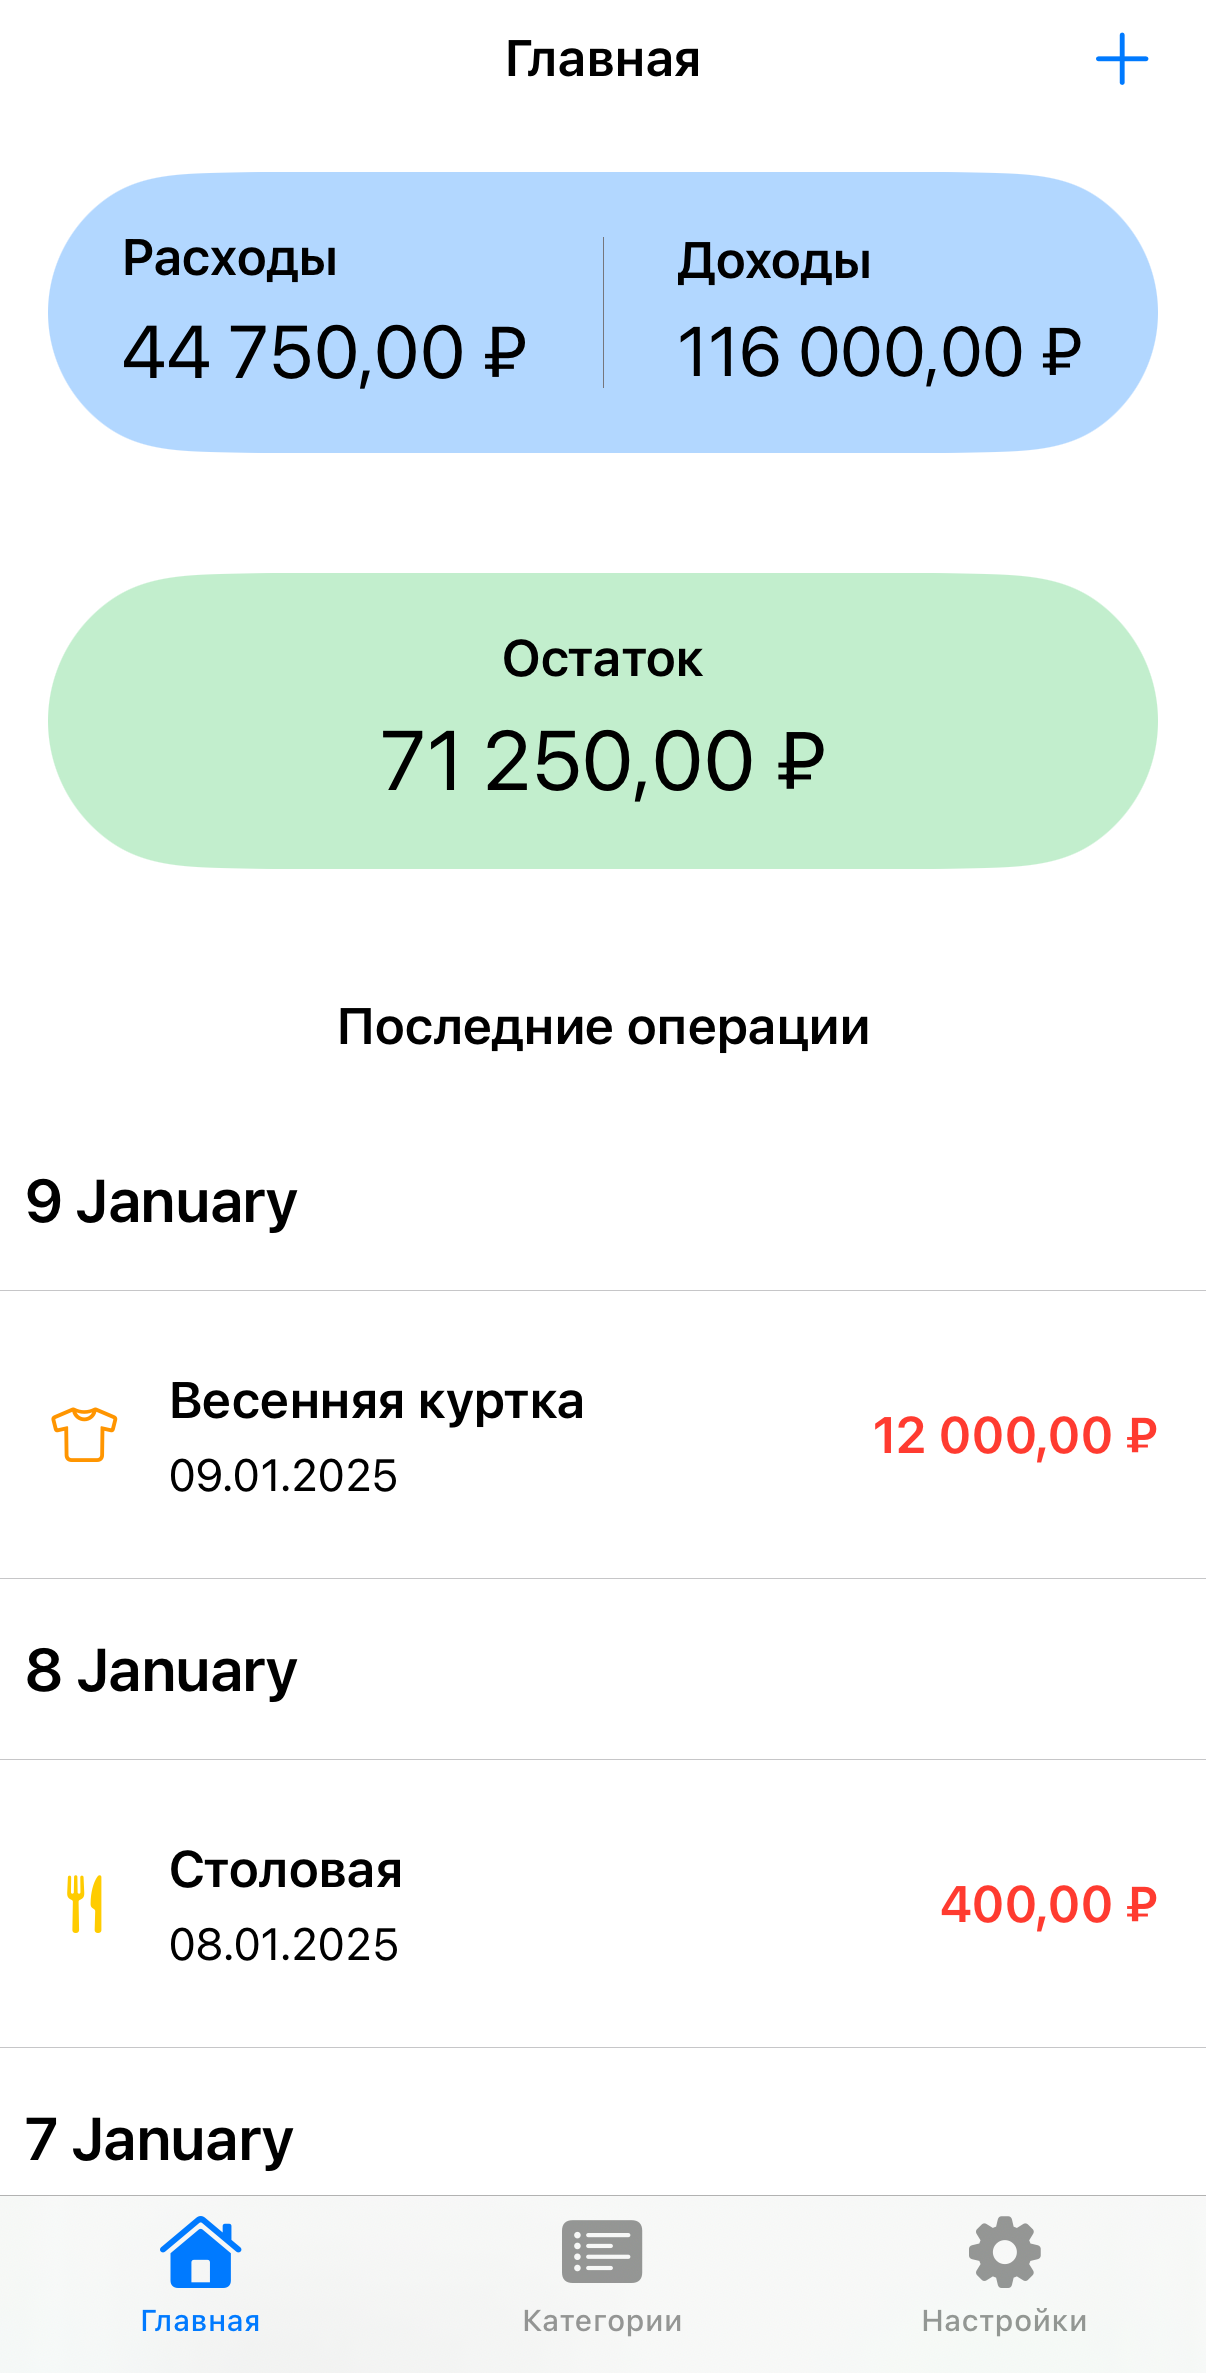 Главная
Расходы
44 750,00 ₽
Доходы
116 000,00 ₽
Остаток
71 250,00 ₽
Последние операции
9 January
Весенняя куртка
09.01.2025
12 000,00 ₽
8 January
Столовая
08.01.2025
400,00 ₽
7 January
Главная
Категории
Настройки